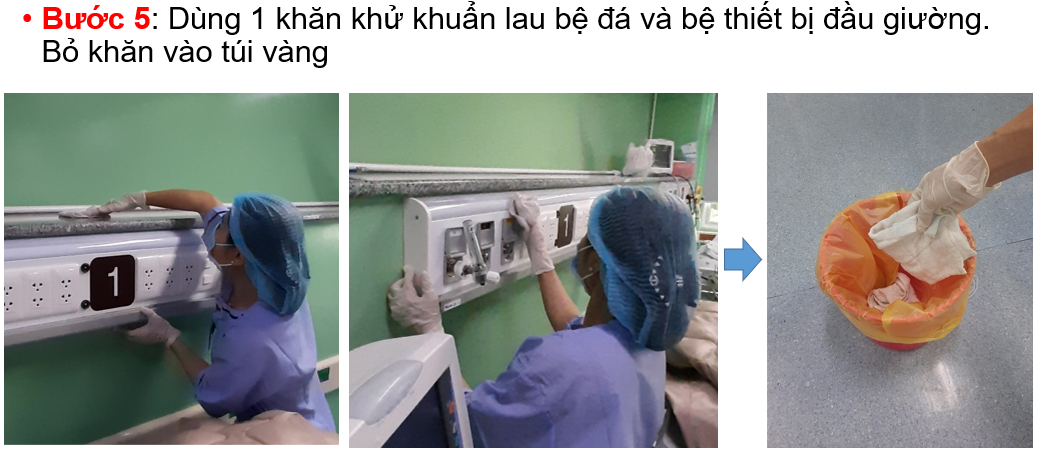 • Bước 5: Dùng 1 khăn khử khuẩn lau bệ đá và bệ thiết bị đầu giường.
Bỏ khăn vào túi vàng
1
1